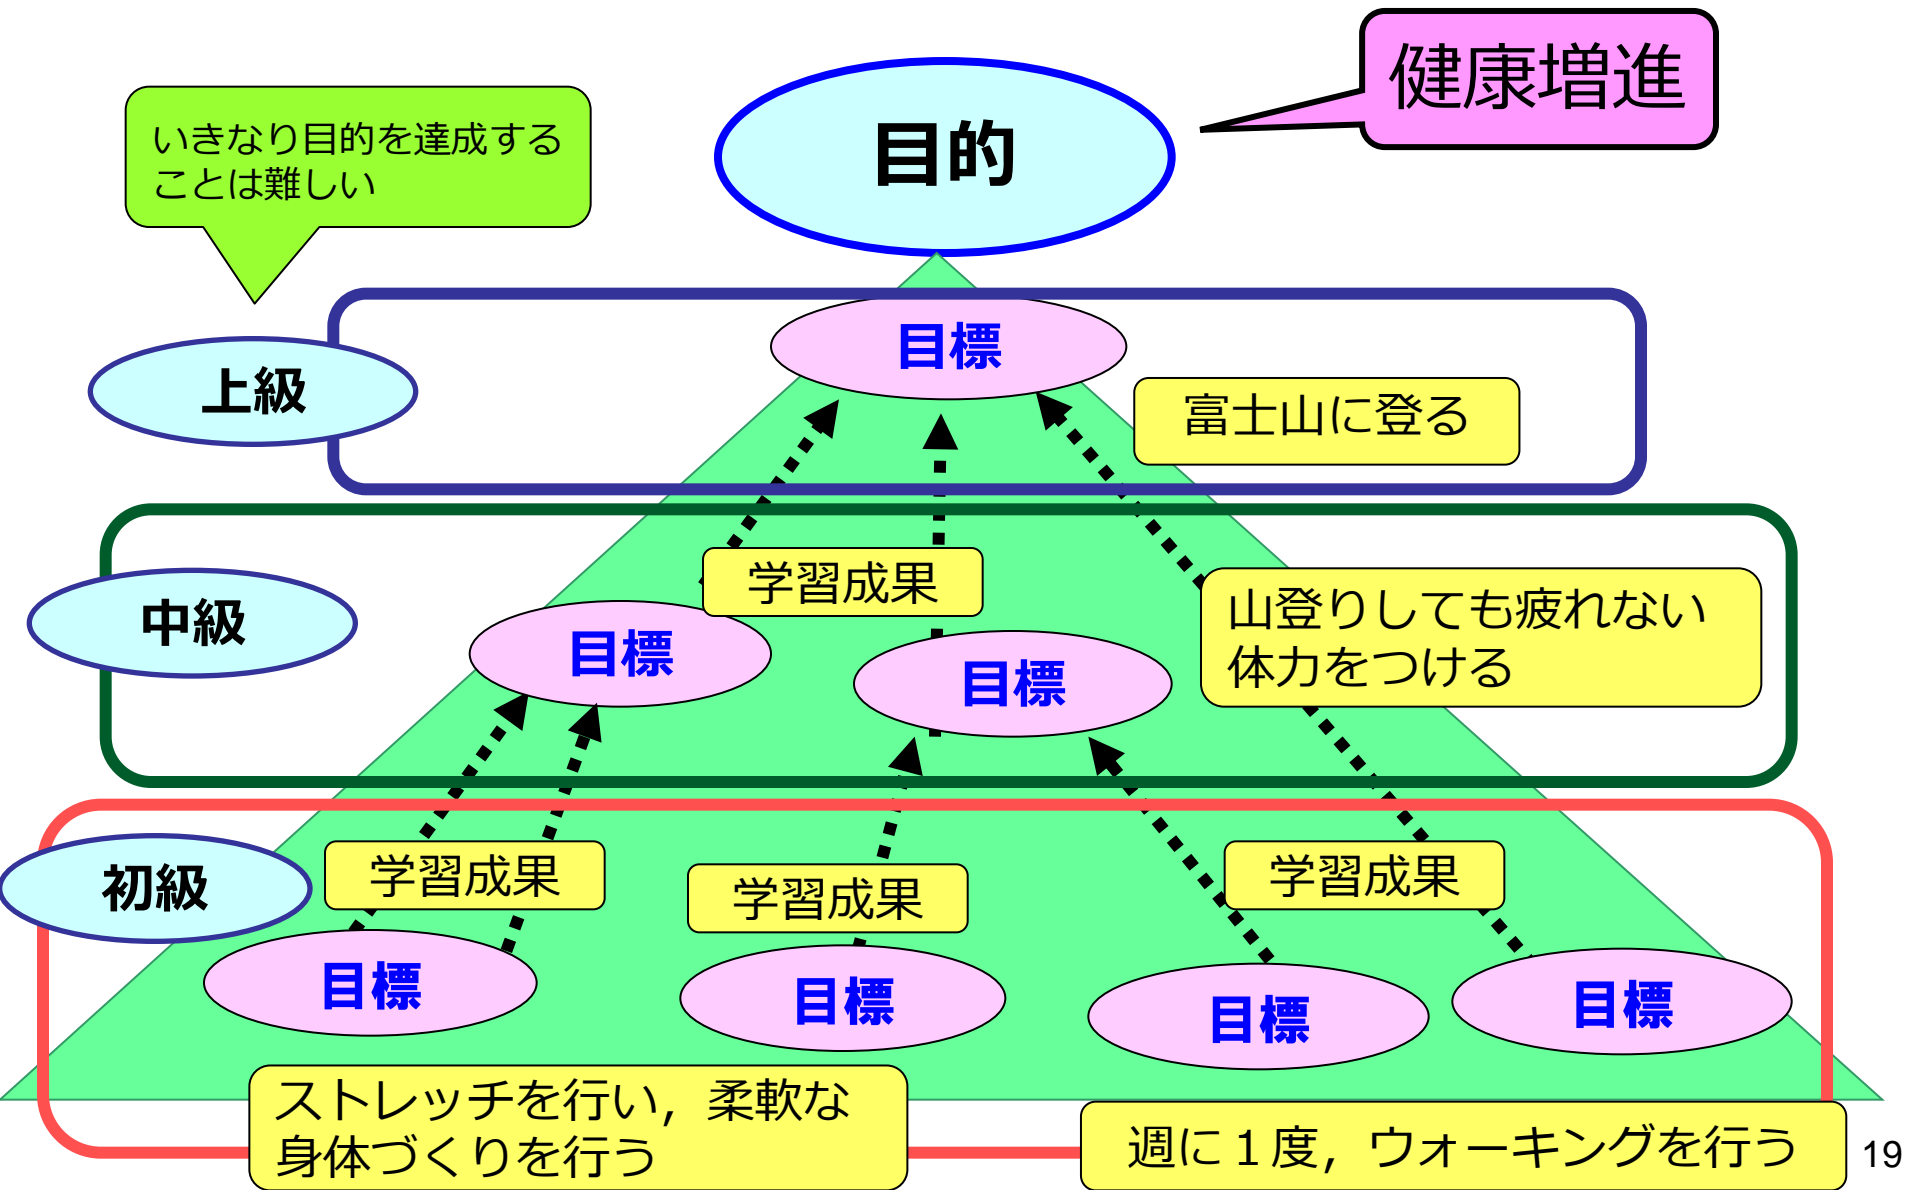 健康増進
目的
いきなり目的を達成する
ことは難しい
目標
上級
富士山に登る
学習成果
中級
目標
目標
山登りしても疲れない
体力をつける
初級
学習成果
学習成果
学習成果
目標
目標
目標
目標
ストレッチを行い，柔軟な
身体づくりを行う
週に１度，ウォーキングを行う
19